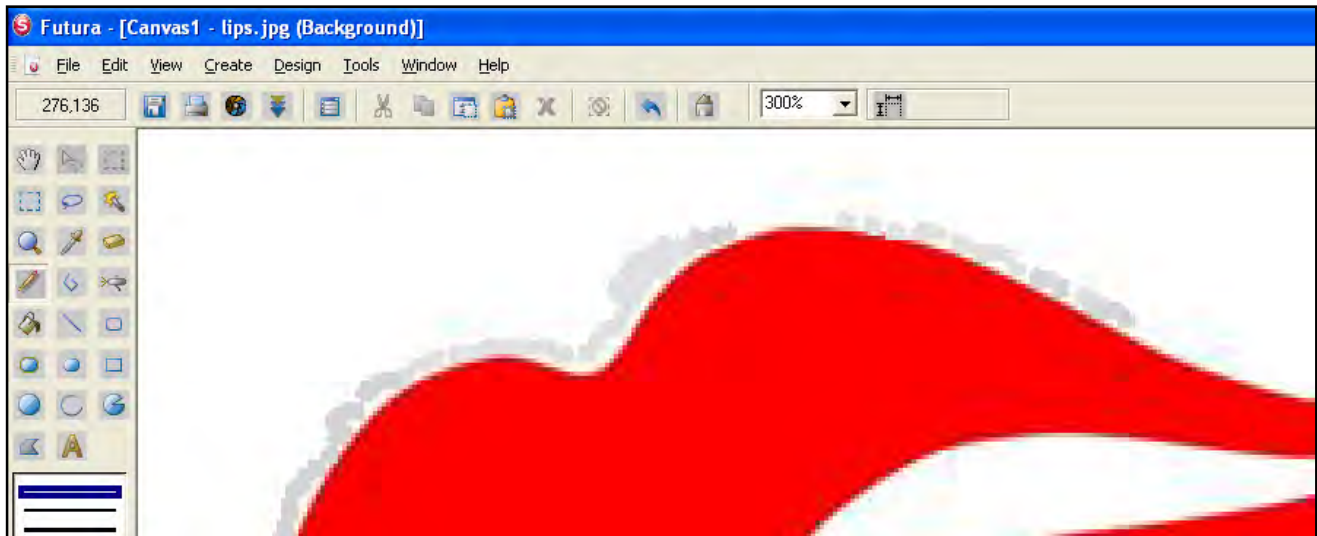 Futura - [Canvas1 - lips.jpg (Background)]
File Edit View Create Design Tools Window Help
276,136 300%
A